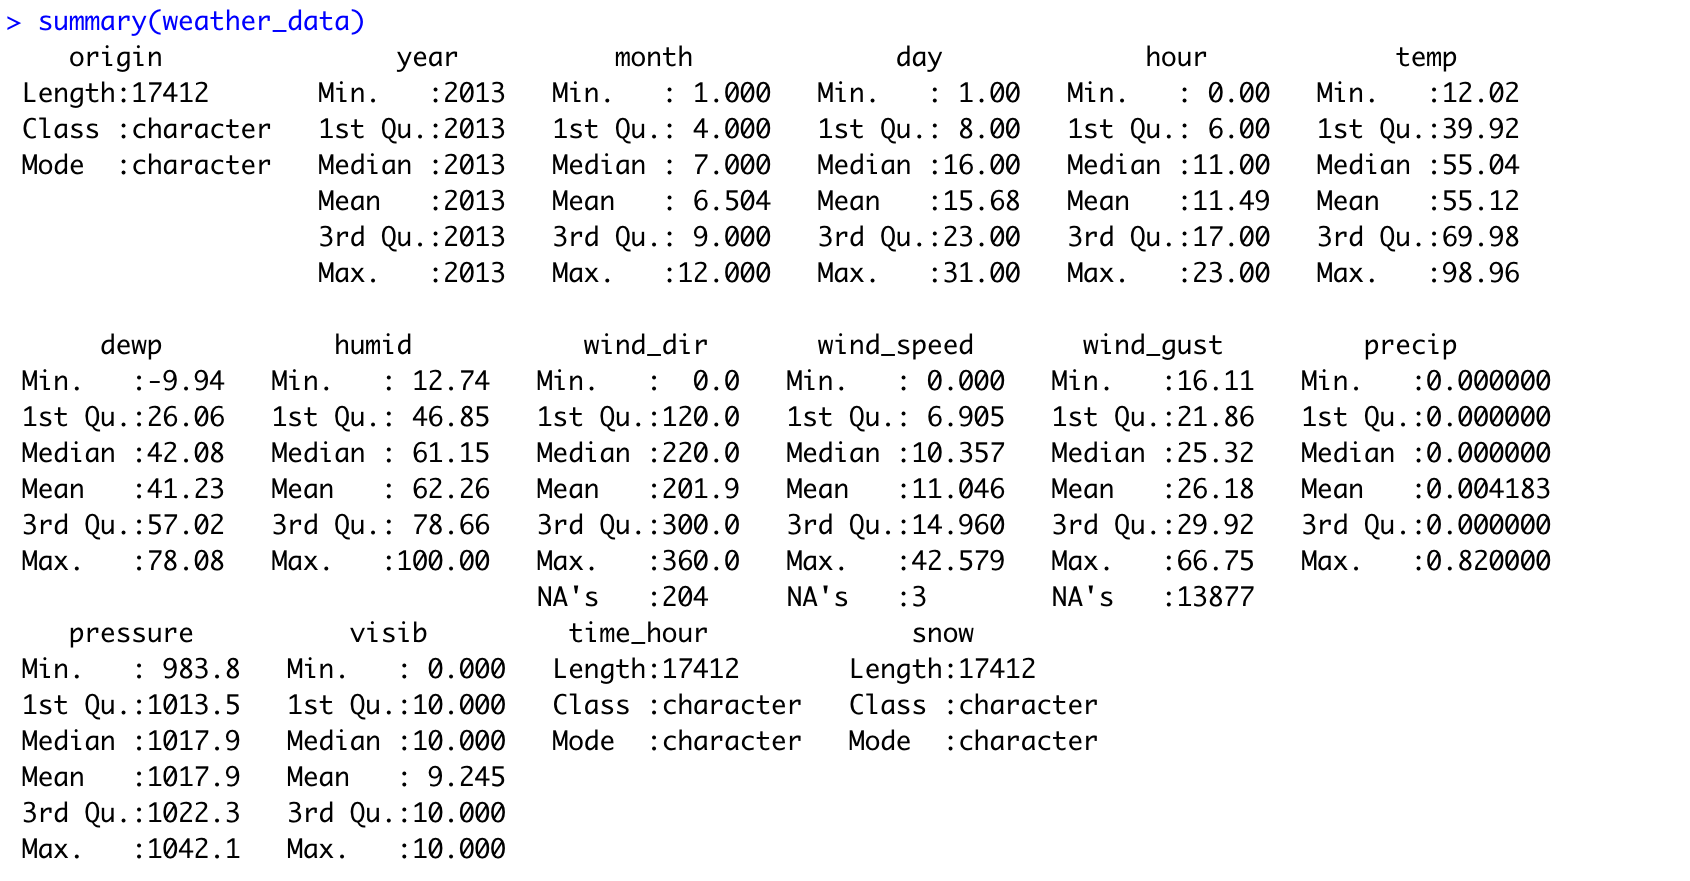 > summary(weather_data)
    origin               year          month             day             hour            temp
 Length:17412       Min.   :2013   Min.   : 1.000   Min.   : 1.00   Min.   : 0.00   Min.   :12.02
 Class :character   1st Qu.:2013   1st Qu.: 4.000   1st Qu.: 8.00   1st Qu.: 6.00   1st Qu.:39.92
 Mode  :character   Median :2013   Median : 7.000   Median :16.00   Median :11.00   Median :55.04
                    Mean   :2013   Mean   : 6.504   Mean   :15.68   Mean   :11.49   Mean   :55.12
                    3rd Qu.:2013   3rd Qu.: 9.000   3rd Qu.:23.00   3rd Qu.:17.00   3rd Qu.:69.98
                    Max.   :2013   Max.   :12.000   Max.   :31.00   Max.   :23.00   Max.   :98.96
      dewp           humid           wind_dir       wind_speed       wind_gust         precip
 Min.   :-9.94   Min.   : 12.74   Min.   :  0.0   Min.   : 0.000   Min.   :16.11   Min.   :0.000000
 1st Qu.:26.06   1st Qu.: 46.85   1st Qu.:120.0   1st Qu.: 6.905   1st Qu.:21.86   1st Qu.:0.000000
 Median :42.08   Median : 61.15   Median :220.0   Median :10.357   Median :25.32   Median :0.000000
 Mean   :41.23   Mean   : 62.26   Mean   :201.9   Mean   :11.046   Mean   :26.18   Mean   :0.004183
 3rd Qu.:57.02   3rd Qu.: 78.66   3rd Qu.:300.0   3rd Qu.:14.960   3rd Qu.:29.92   3rd Qu.:0.000000
 Max.   :78.08   Max.   :100.00   Max.   :360.0   Max.   :42.579   Max.   :66.75   Max.   :0.820000
                                  NA's   :204     NA's   :3        NA's   :13877
    pressure          visib         time_hour             snow
 Min.   : 983.8   Min.   : 0.000   Length:17412       Length:17412
 1st Qu.:1013.5   1st Qu.:10.000   Class :character   Class :character
 Median :1017.9   Median :10.000   Mode  :character   Mode  :character
 Mean   :1017.9   Mean   : 9.245
 3rd Qu.:1022.3   3rd Qu.:10.000
 Max.   :1042.1   Max.   :10.000